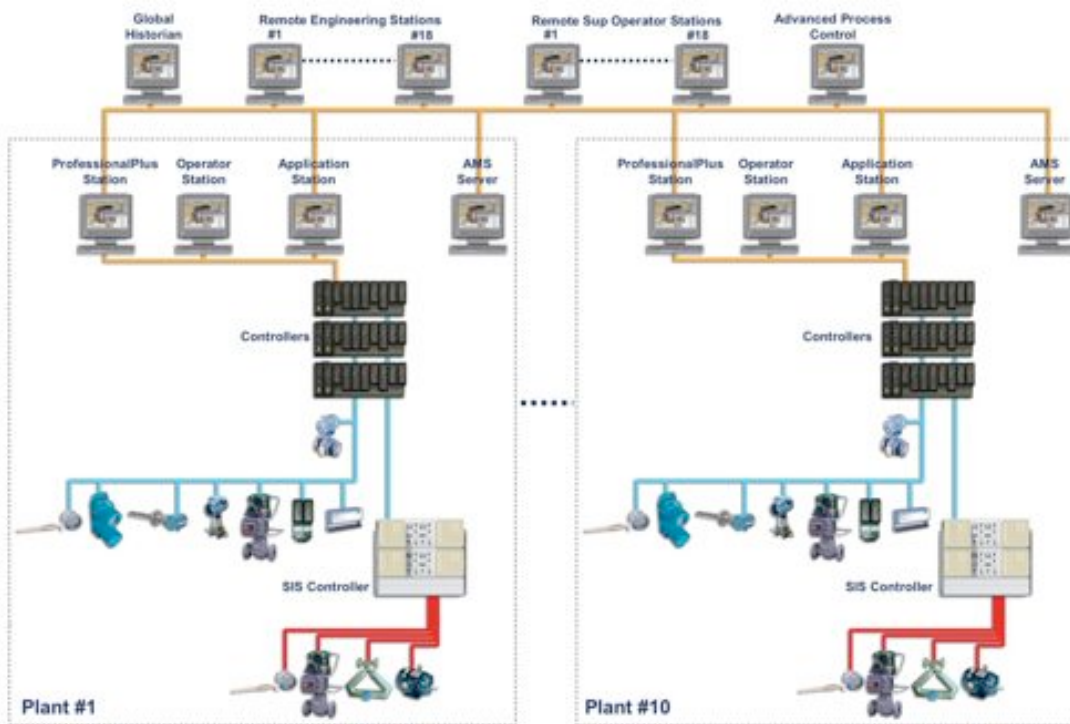 Global
Historian
Remote Engineering Stations
#1
#18
Remote Sup Operator Stations
#1
#18
Advanced Process
Control
ProfessionalPlus
Station
Operator
Station
Application
Station
AMS
Server
ProfessionalPlus
Station
Operator
Station
Application
Station
AMS
Server
Controllers
Controllers
SIS Controller
SIS Controller
Plant #1
Plant #10